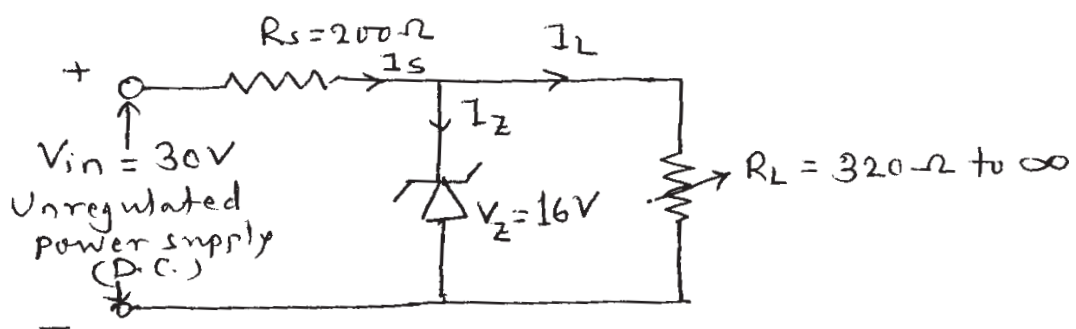 Rs=200Ω
Is
IL
+
IZ
Vin = 30V
Unregulated
power supply
(D.C.)
VZ=16V
RL = 320Ω to ∞
−